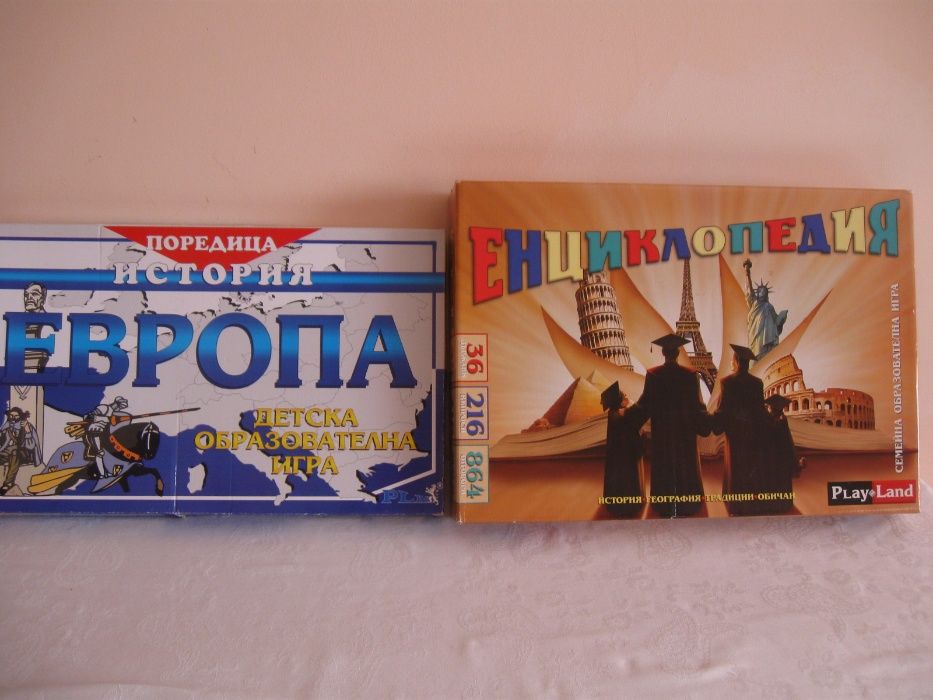 ПОРЕДИЦА
ИСТОРИЯ
ЕВРОПА
ДЕТСКА
ОБРАЗОВАТЕЛНА
ИГРА
ЕНЦИКЛОПЕДИЯ
36
216
864
СЕМЕЙНА ОБРАЗОВАТЕЛНА ИГРА
ИСТОРИЯ ГЕОГРАФИЯ ТРАДИЦИИ ОБИЧАИ
PLAY LAND